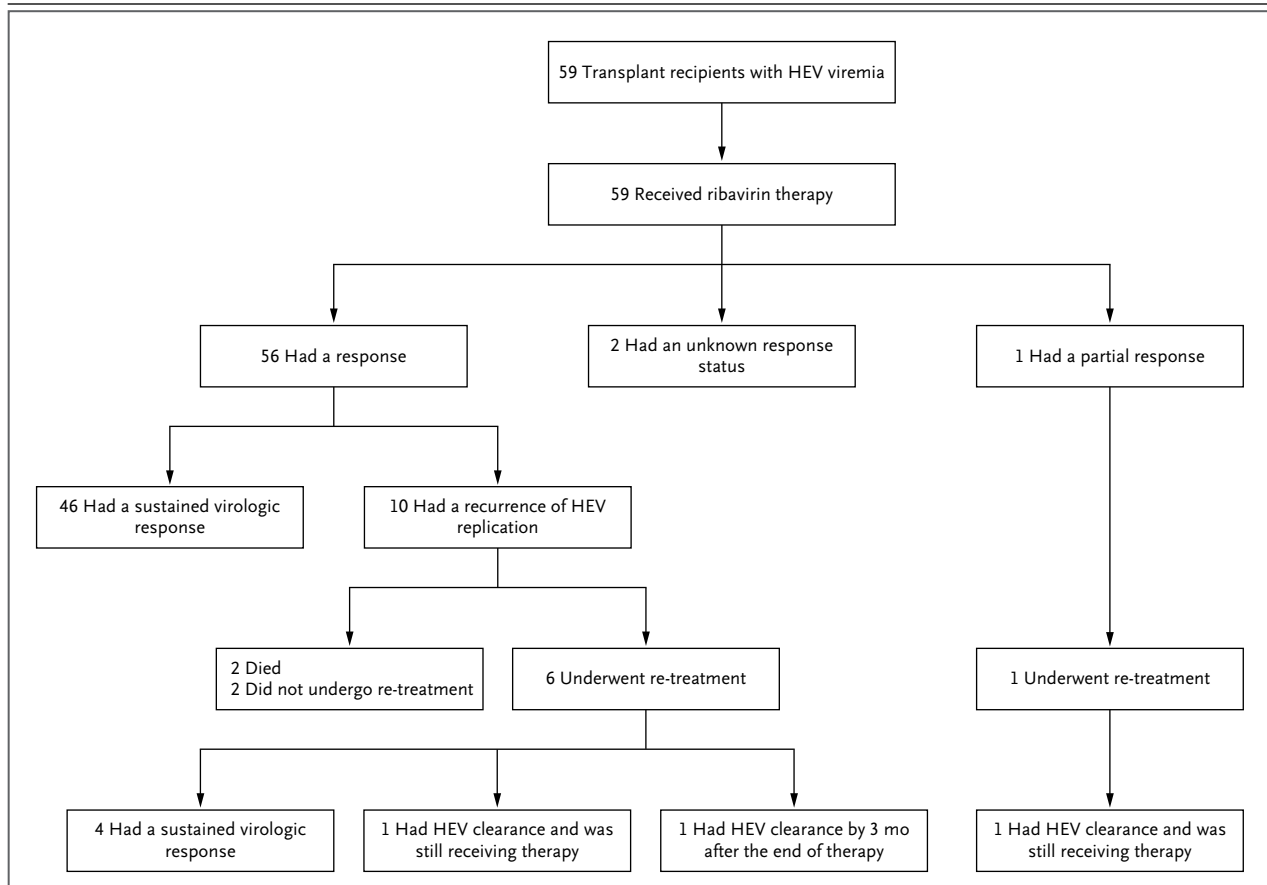 59 Transplant recipients with HEV viremia
59 Received ribavirin therapy
56 Had a response
2 Had an unknown response
status
1 Had a partial response
46 Had a sustained virologic
response
10 Had a recurrence of HEV
replication
2 Died
2 Did not undergo re-treatment
6 Underwent re-treatment
1 Underwent re-treatment
4 Had a sustained virologic
response
1 Had HEV clearance and was
still receiving therapy
1 Had HEV clearance by 3 mo
after the end of therapy
1 Had HEV clearance and was
still receiving therapy